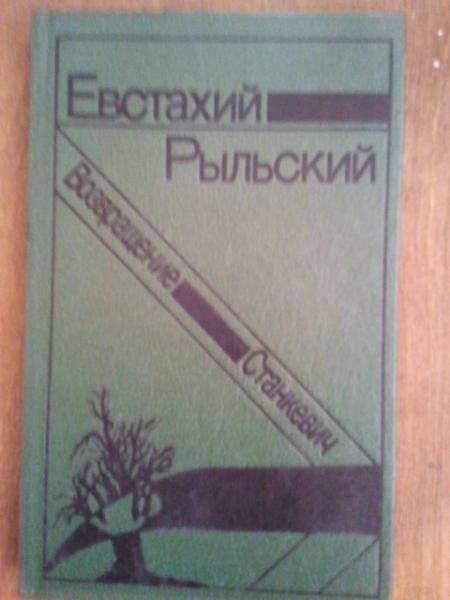 Евстахий
Рыльский
Возвращение
Станкевич